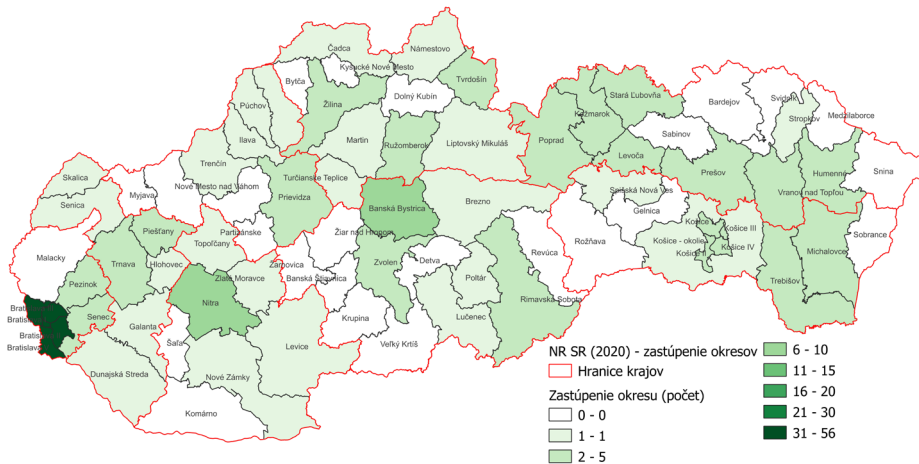 Čadca
Námestovo
Kysucké Nové Mesto
Bytča
Tvrdošín
Dolný Kubín
Žilina
Púchov
Stará Ľubovňa
Bardejov
Svidník
Stropkov
Medzilaborce
Kežmarok
Ilava
Martin
Ružomberok
Liptovský Mikuláš
Poprad
Sabinov
Levoča
Trenčín
Prešov
Humenné
Snina
Skalica
Turčianske Teplice
Nové Mesto nad Váhom
Prievidza
Myjava
Spišská Nová Ves
Vranov nad Topľou
Senica
Banská Bystrica
Brezno
Gelnica
Piešťany
Partizánske
Žiar nad Hronom
Košice I
Košice III
Topoľčany
Košice - okolie
Košice IV
Košice II
Sobrance
Malacky
Rožňava
Revúca
Michalovce
Trnava
Hlohovec
Zvolen
Detva
Žarnovica
Zlaté Moravce
Banská Štiavnica
Poltár
Trebišov
Pezinok
Nitra
Rimavská Sobota
Lučenec
Senec
Galanta
Krupina
Šaľa
Levice
Veľký Krtíš
Bratislava
Dunajská Streda
Nové Zámky
Komárno
NR SR (2020) - zastúpenie okresov
Hranice krajov
Zastúpenie okresu (počet)
0 - 0
1 - 1
2 - 5
6 - 10
11 - 15
16 - 20
21 - 30
31 - 56